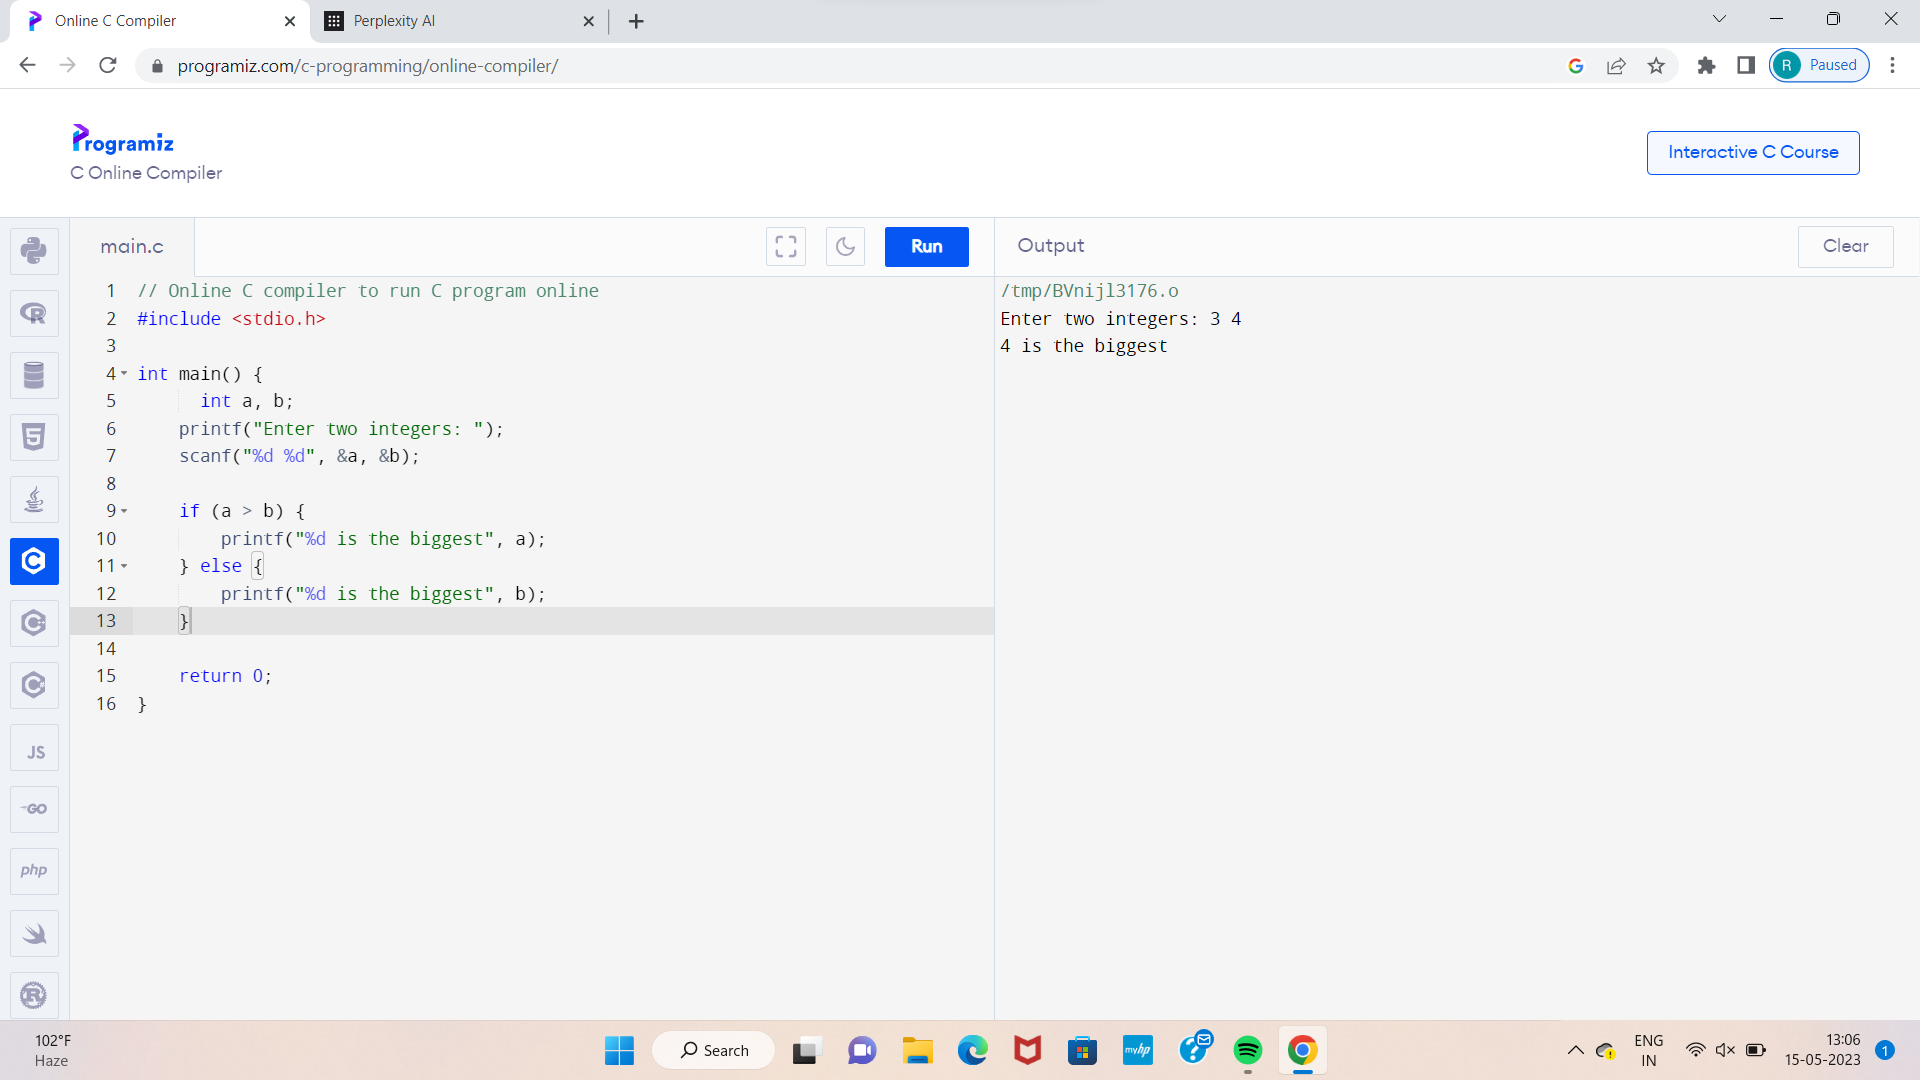 Online C Compiler
Perplexity AI
programiz.com/c-programming/online-compiler/
R Paused
Programiz
C Online Compiler
Interactive C Course
main.c
Run
Output
Clear
1 // Online C compiler to run C program online
2 #include <stdio.h>
3
4 int main() {
5 int a, b;
6 printf("Enter two integers: ");
7 scanf("%d %d", &a, &b);
8
9 if (a > b) {
10 printf("%d is the biggest", a);
11 } else {
12 printf("%d is the biggest", b);
13 }
14
15 return 0;
16 }
/tmp/BVnijl3176.o
Enter two integers: 3 4
4 is the biggest
R
5
C
C
C
JS
GO
php
R
102°F
Haze
Search
myhp
ENG
IN
13:06
15-05-2023
1